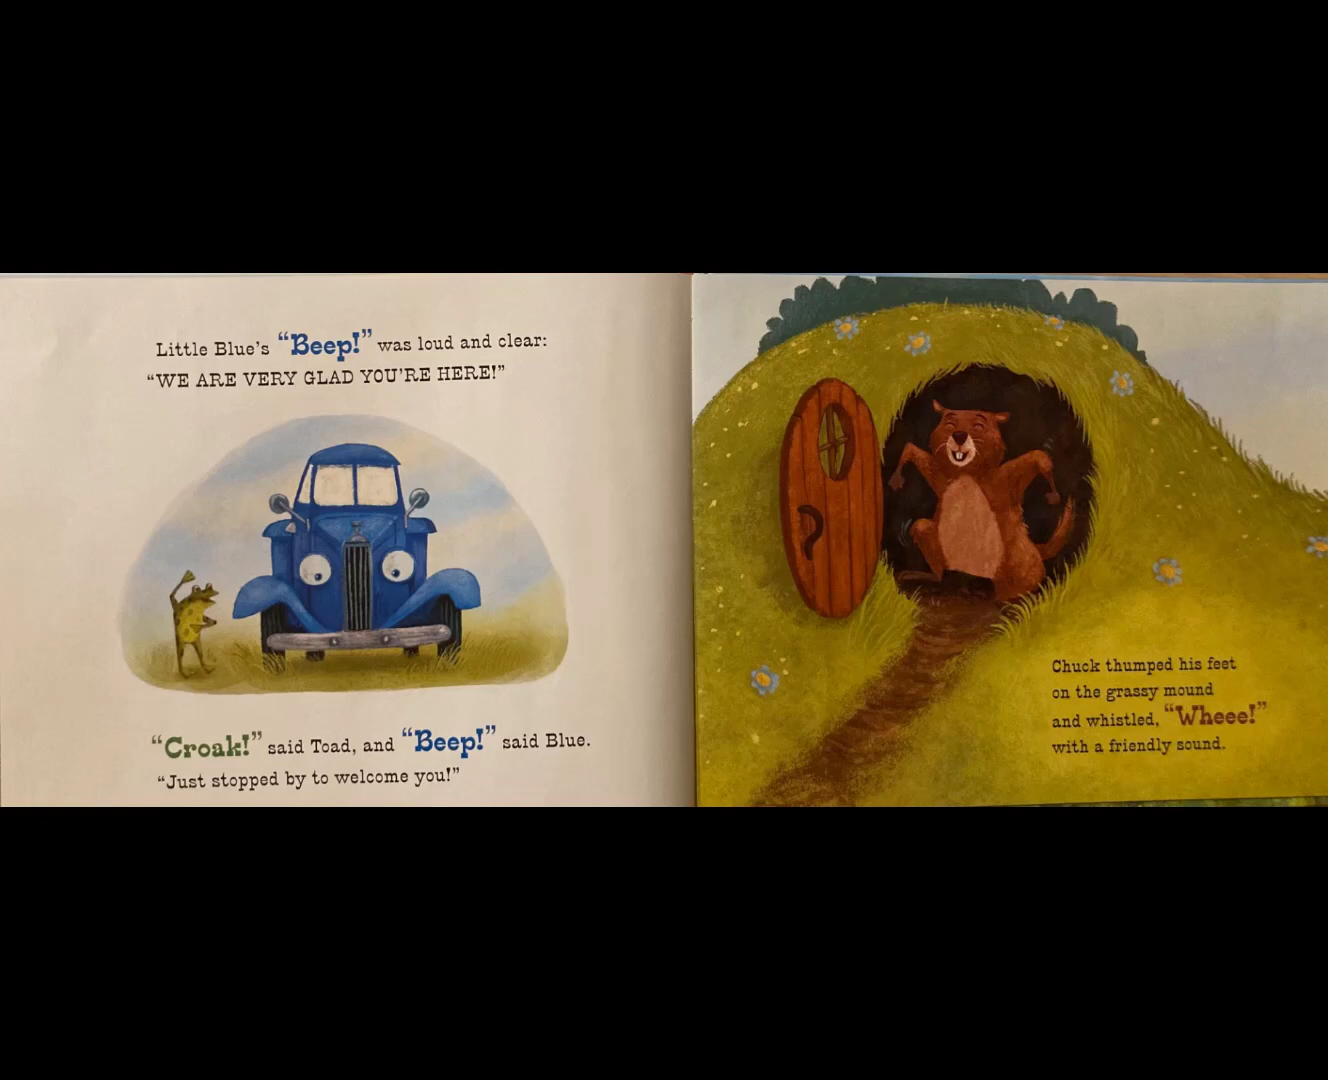 Little Blue's “Beep!” was loud and clear:
“WE ARE VERY GLAD YOU'RE HERE!”
“Croak!” said Toad, and “Beep!” said Blue.
“Just stopped by to welcome you!”
Chuck thumped his feet
on the grassy mound
and whistled, “Wheee!”
with a friendly sound.